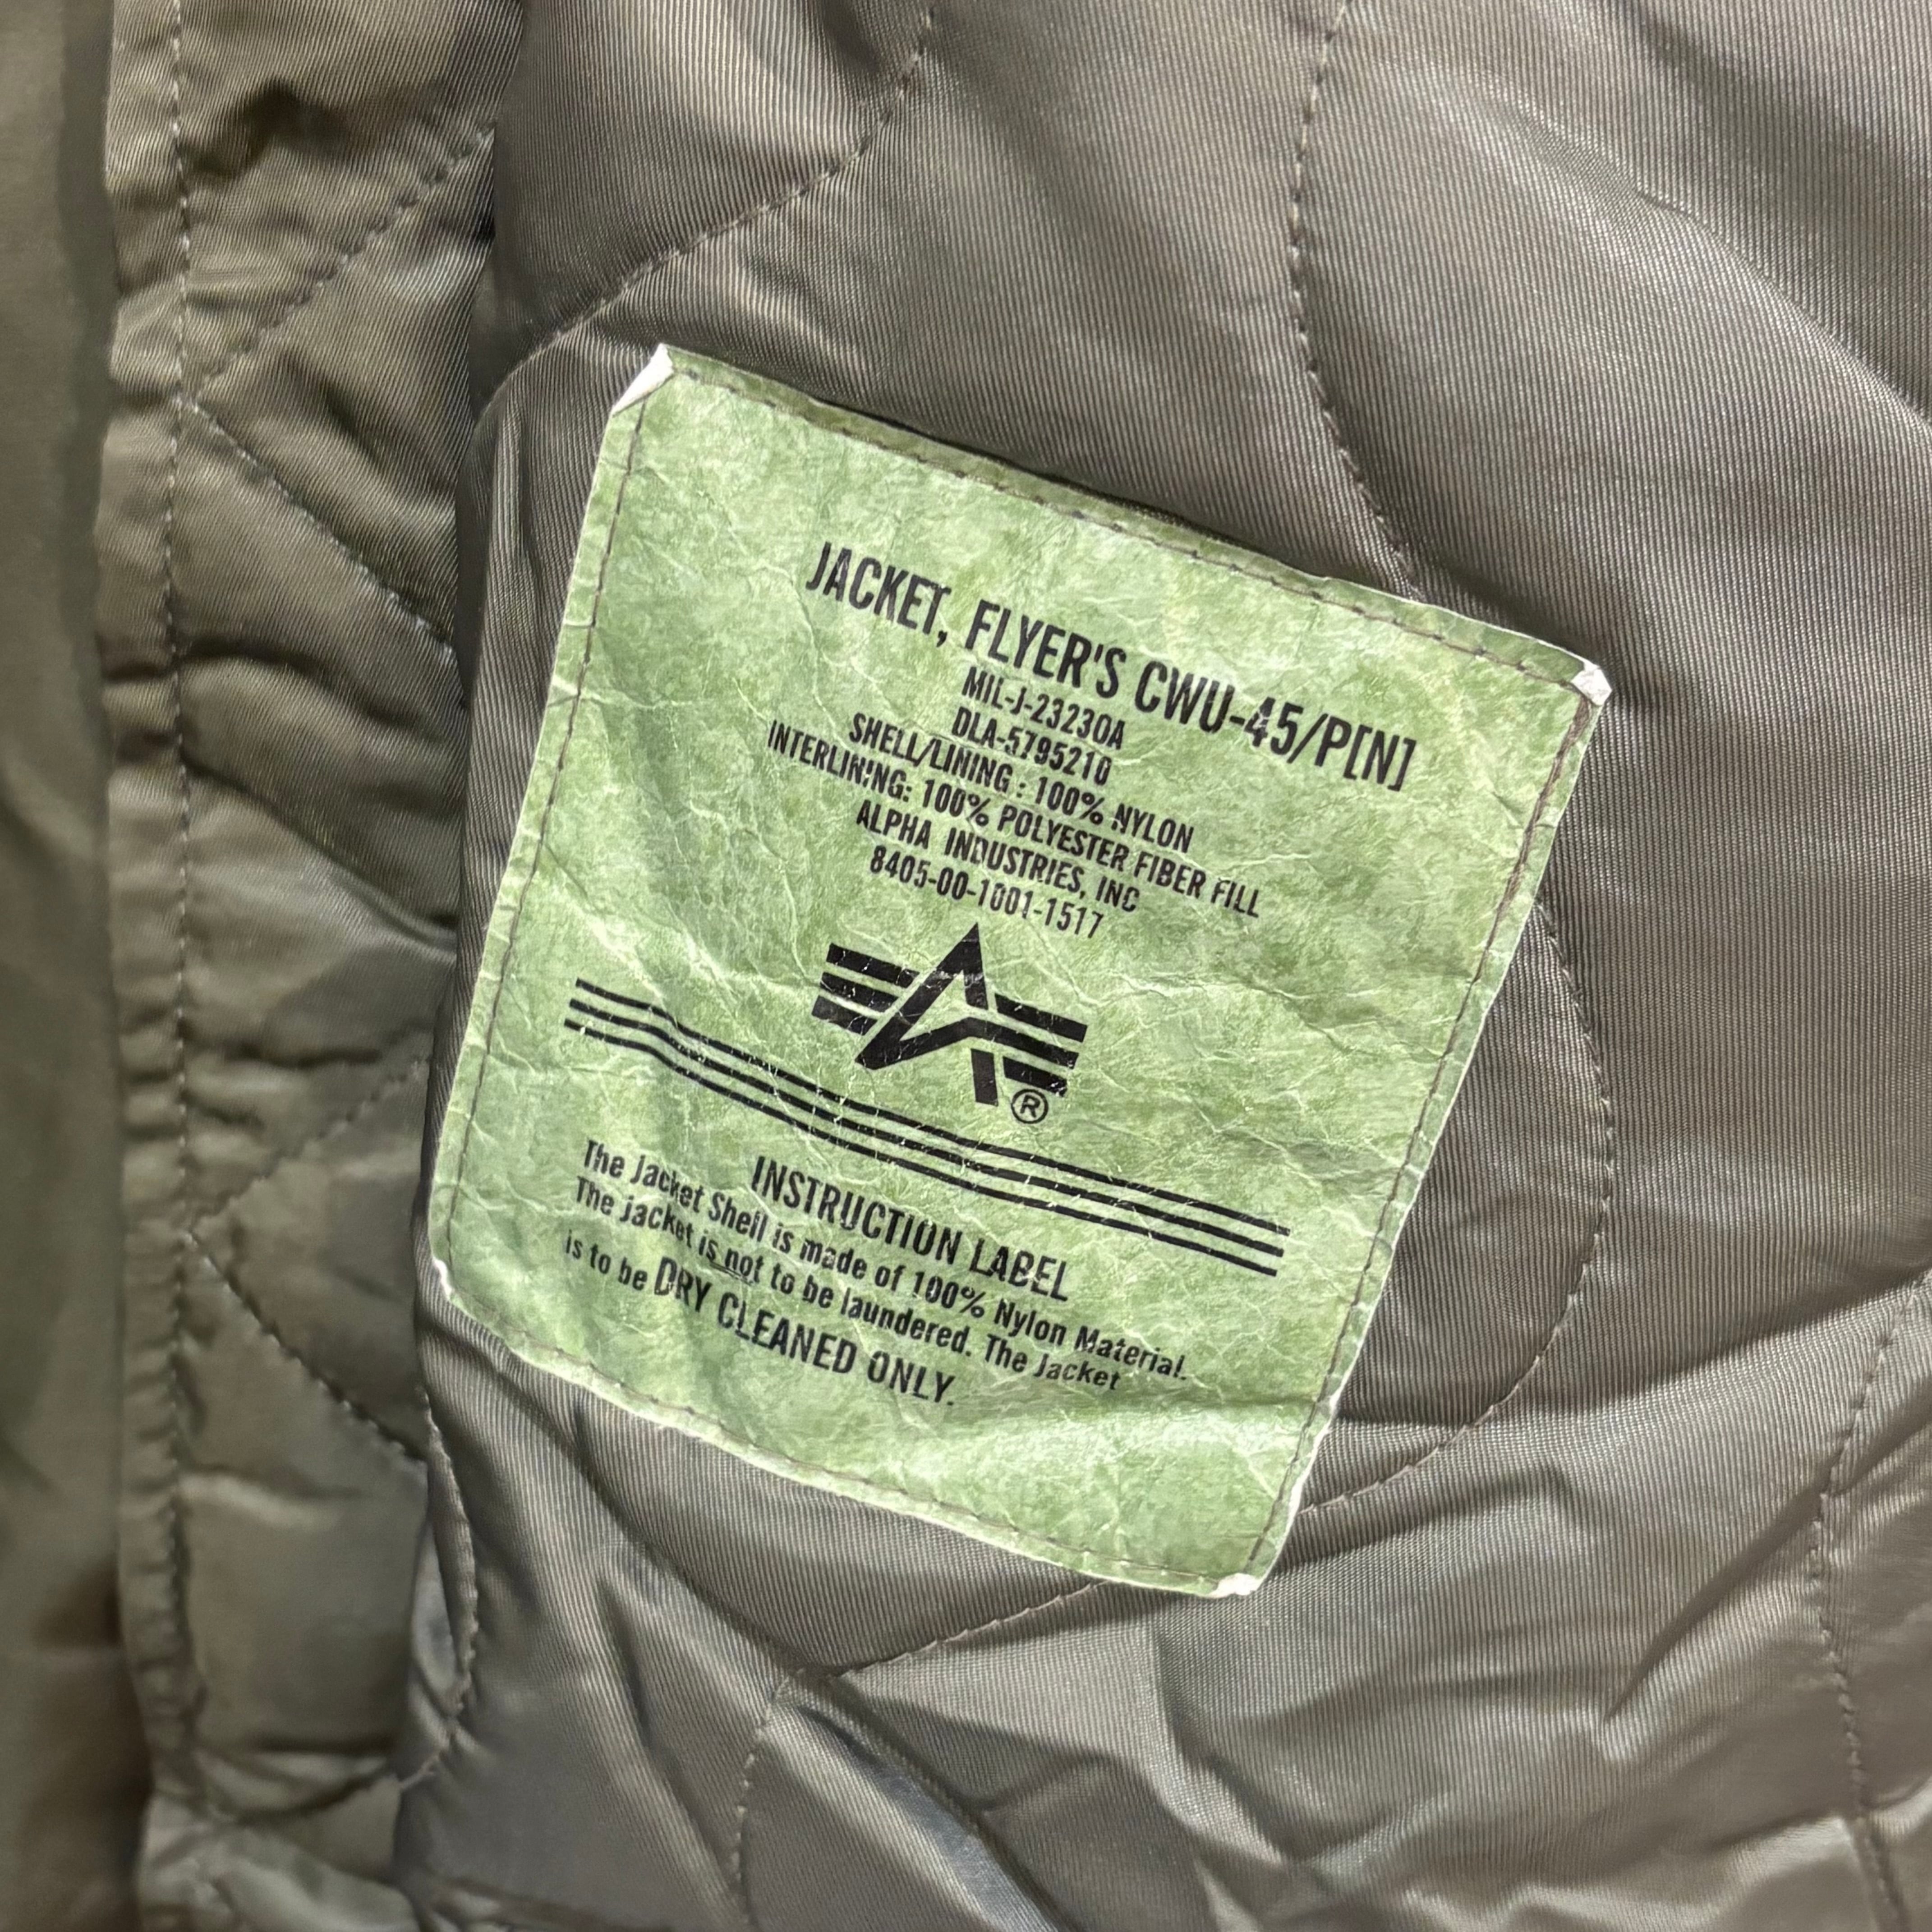 JACKET, FLYER'S CWU-45/P[N]
MIL-J-23230A
DLA-5795210
SHELL/LINING : 100% NYLON
INTERLINING: 100% POLYESTER FIBER FILL
ALPHA INDUSTRIES, INC
8405-00-1001-1517
®
INSTRUCTION LABEL
The Jacket Shell is made of 100% Nylon Material.
The jacket is not to be laundered. The Jacket
is to be DRY CLEANED ONLY.